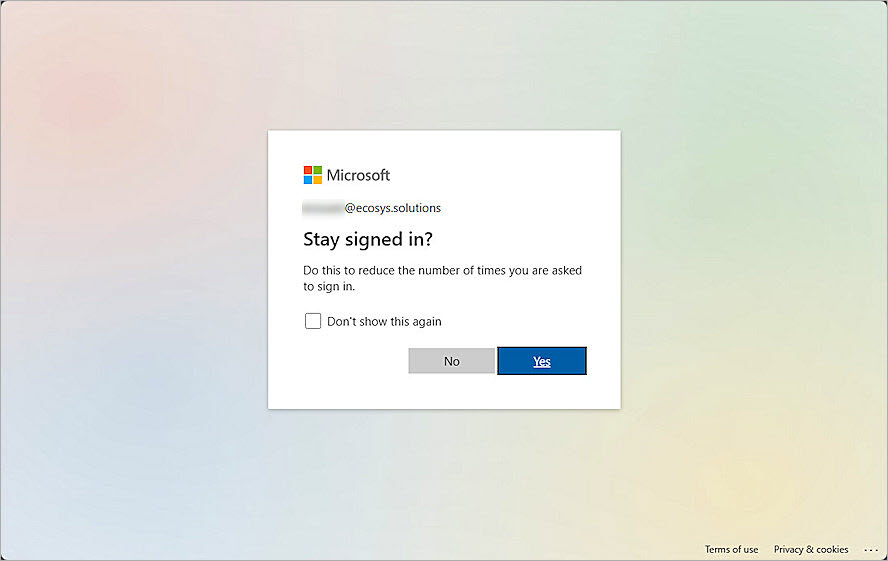 Microsoft
@ecosys.solutions
Stay signed in?
Do this to reduce the number of times you are asked
to sign in.
Don't show this again
No
Yes
Terms of use
Privacy & cookies
...